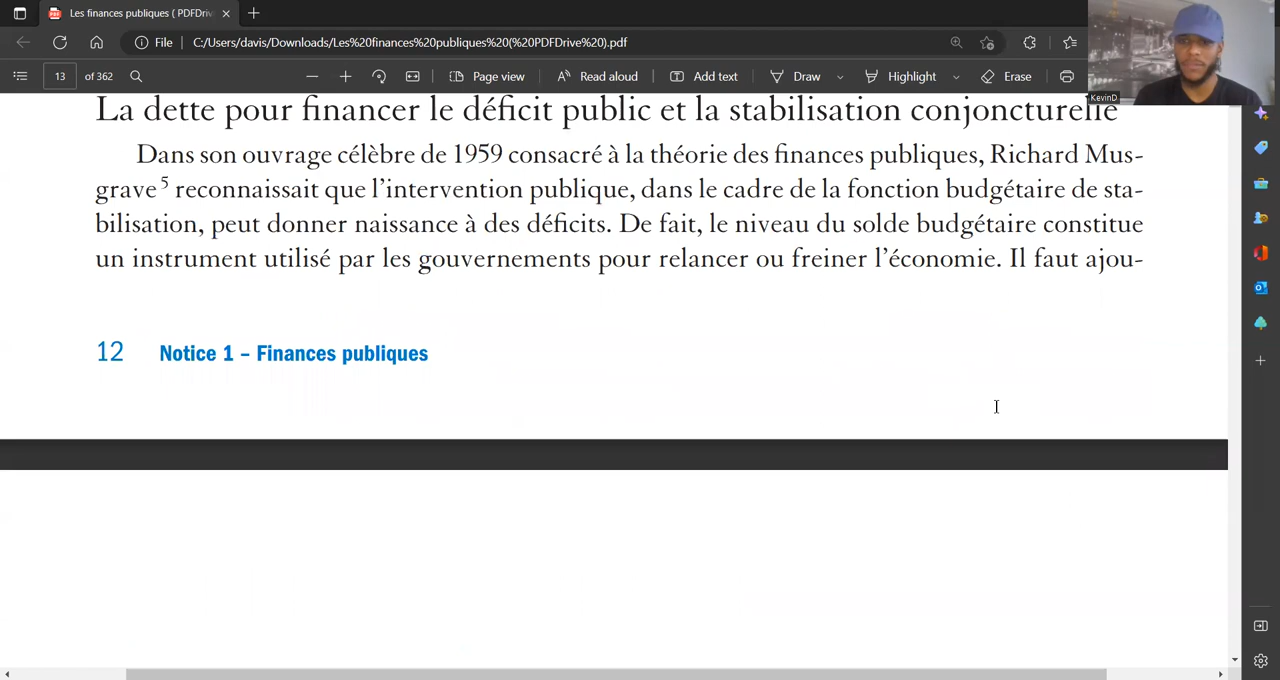 Les finances publiques ( PDFDriv
File
C:/Users/davis/Downloads/Les%20finances%20publiques%20(%20PDFDrive%20).pdf
13 of 362
Page view
Read aloud
Add text
Draw
Highlight
Erase
KevinD
La dette pour financer le déficit public et la stabilisation conjoncturelle
Dans son ouvrage célèbre de 1959 consacré à la théorie des finances publiques, Richard Mus-
grave 5 reconnaissait que l'intervention publique, dans le cadre de la fonction budgétaire de sta-
bilisation, peut donner naissance à des déficits. De fait, le niveau du solde budgétaire constitue
un instrument utilisé par les gouvernements pour relancer ou freiner l'économie. Il faut ajou-
12 Notice 1 – Finances publiques